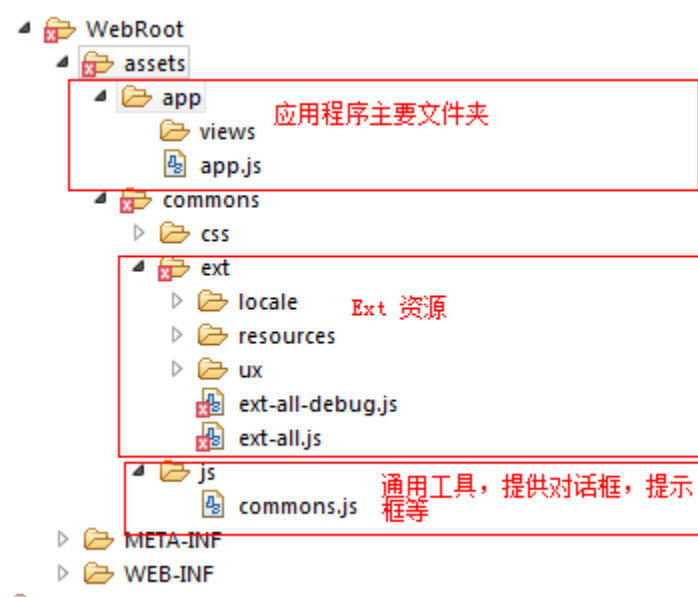 WebRoot
assets
app
应用程序主要文件夹
views
app.js
commons
css
ext
locale
Ext 资源
resources
ux
ext-all-debug.js
ext-all.js
js
通用工具，提供对话框，提示
commons.js
框等
META-INF
WEB-INF